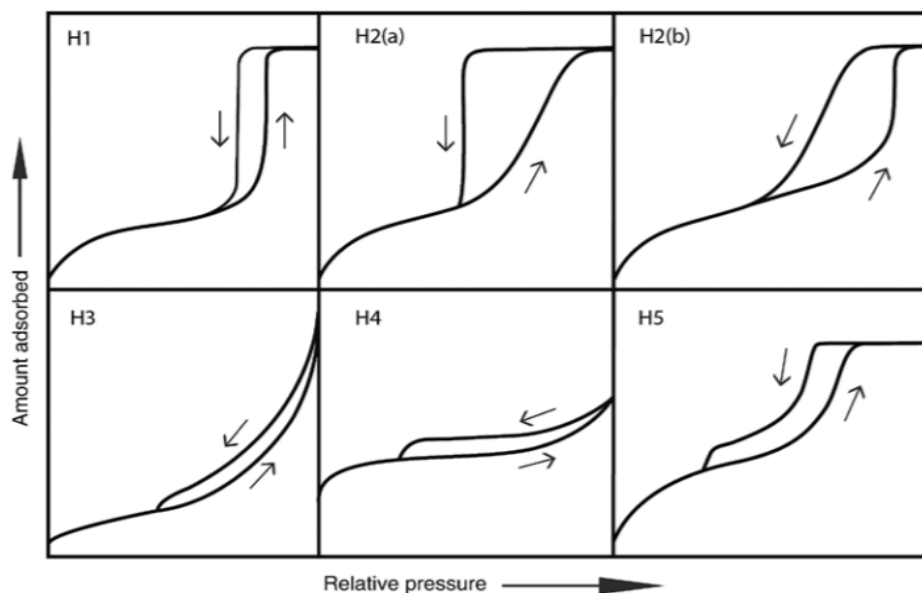 H1
H2(a)
H2(b)
H3
H4
H5
Amount adsorbed
Relative pressure